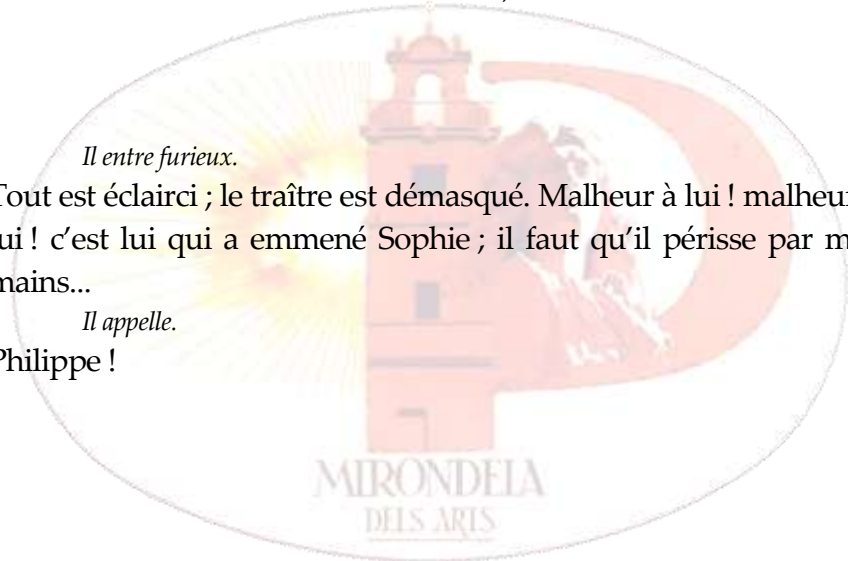 Il entre furieux.
Tout est éclairci ; le traître est démasqué. Malheur à lui ! malheur
lui ! c'est lui qui a emmené Sophie ; il faut qu'il périsse par
mains...
Il appelle.
Philippe !
MIRONDELA
DELS ARTS